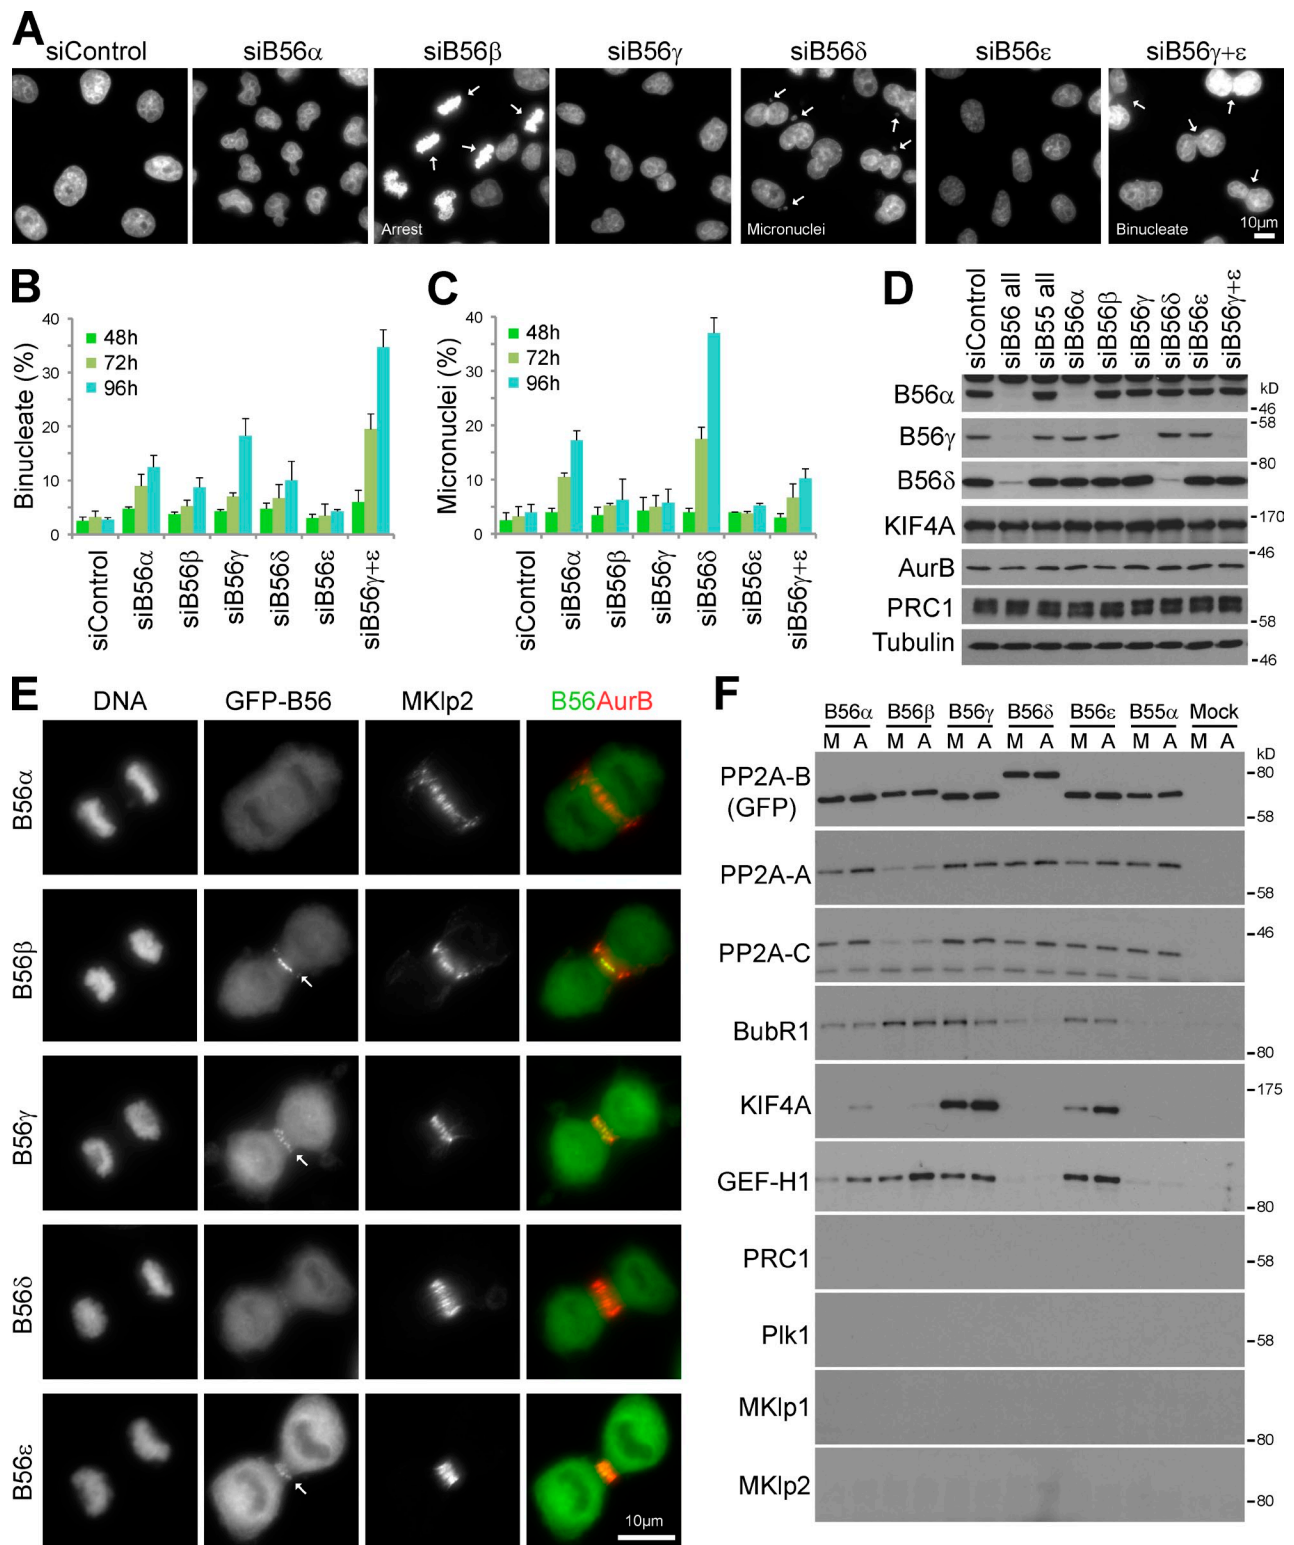 A
siControl siB56α siB56β siB56γ siB56δ siB56ε siB56γ+ε
Arrest Micronuclei Binucleate 10µm
B
Binucleate (%)
40
30
20
10
0
48h
72h
96h
siControl siB56α siB56β siB56γ siB56δ siB56ε siB56γ+ε
C
Micronuclei (%)
40
30
20
10
0
48h
72h
96h
siControl siB56α siB56β siB56γ siB56δ siB56ε siB56γ+ε
D
siControl siB56 all siB55 all siB56α siB56β siB56γ siB56δ siB56ε siB56γ+ε
kD
B56α -46
-58
B56γ
-80
B56δ
KIF4A -170
-46
AurB
PRC1 -58
Tubulin -46
E
DNA GFP-B56 MKlp2 B56AurB
B56α
B56β
B56γ
B56δ
B56ε
10µm
F
B56α B56β B56γ B56δ B56ε B55α Mock
M A M A M A M A M A M A M A
kD
PP2A-B -80
(GFP) -58
PP2A-A -58
-46
PP2A-C
BubR1 -80
-175
KIF4A
GEF-H1 -80
PRC1 -58
Plk1 -58
MKlp1 -80
MKlp2 -80